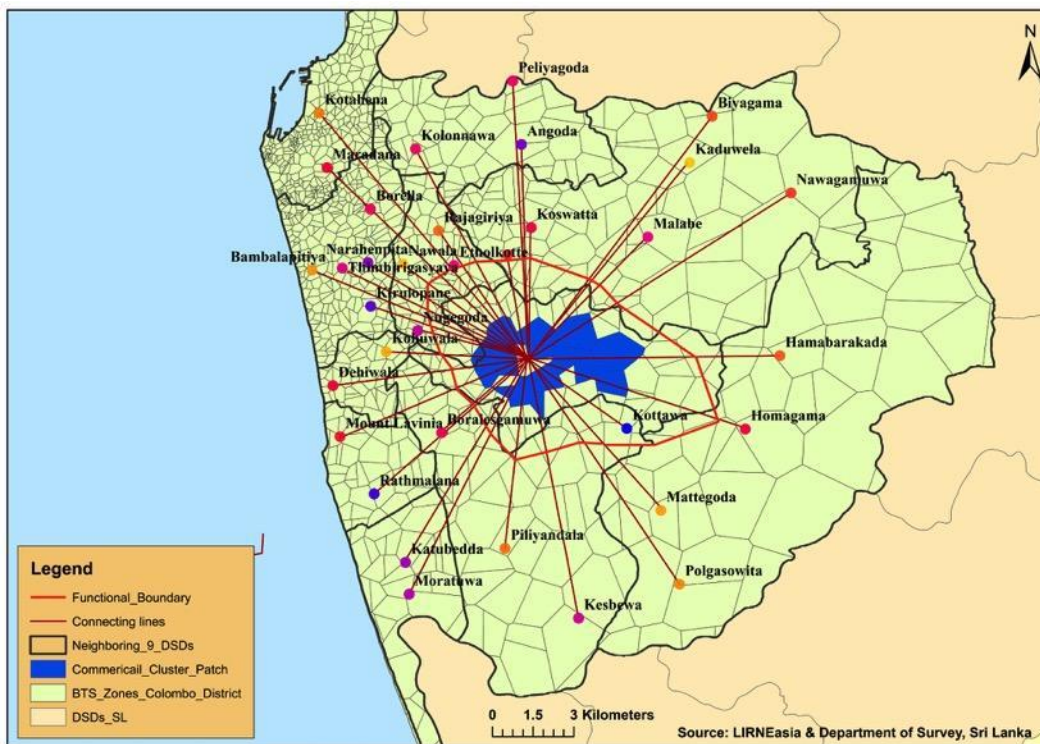 N
Peliyagoda
Biyagama
Kotahana
Kolonnawa
Angoda
Kaduwela
Maradana
Nawagamuwa
Borella
Rajagiriya
Koswatta
Malabe
Narahenpita
Nawala
Etholkotte
Bambalapitiya
Thimbirigasyaya
Kirulopane
Nugegoda
Kohuwala
Hamabarakada
Dehiwala
Boralesgamuwa
Kottawa
Homagama
Mount Lavinia
Rathmalana
Mattegoda
Piliyandala
Katubedda
Polgasowita
Moratuwa
Kesbewa
Legend
Functional_Boundary
Connecting lines
Neighboring_9_DSDs
Commericail_Cluster_Patch
BTS_Zones_Colombo_District
DSDs_SL
0 1.5 3 Kilometers
Source: LIRNEasia & Department of Survey, Sri Lanka